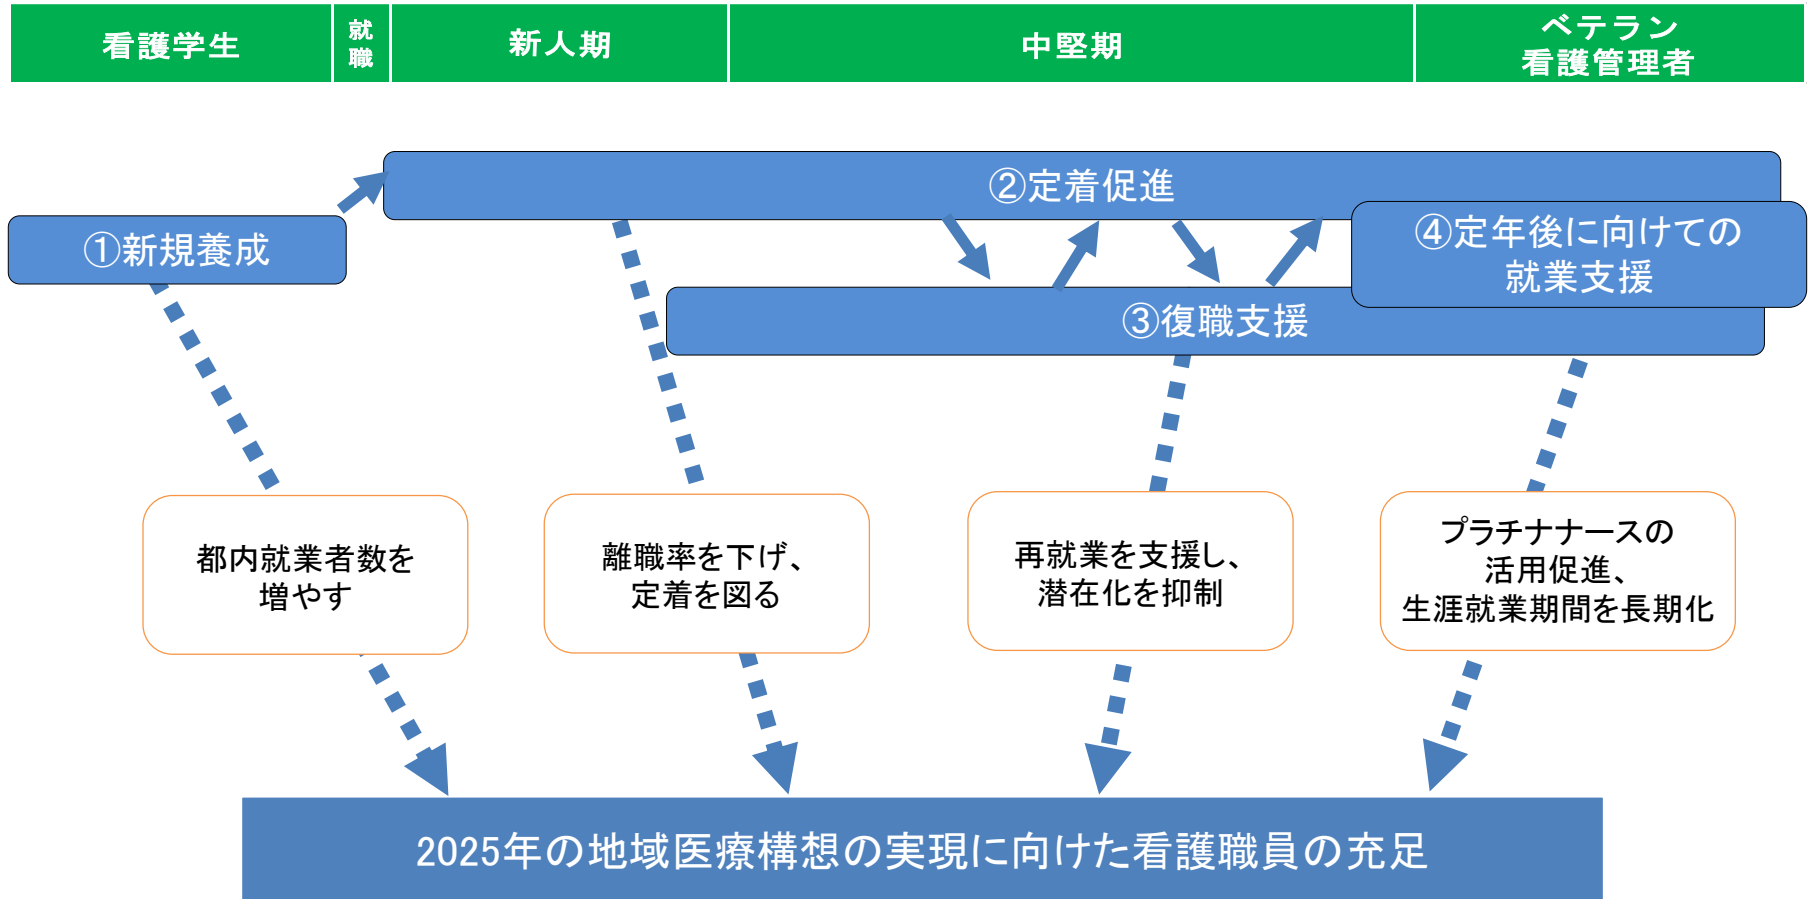 看護学生
就
職
新人期
中堅期
ベテラン
看護管理者
②定着促進
①新規養成
④定年後に向けての
就業支援
③復職支援
都内就業者数を
増やす
離職率を下げ、
定着を図る
再就業を支援し、
潜在化を抑制
プラチナナースの
活用促進、
生涯就業期間を長期化
2025年の地域医療構想の実現に向けた看護職員の充足